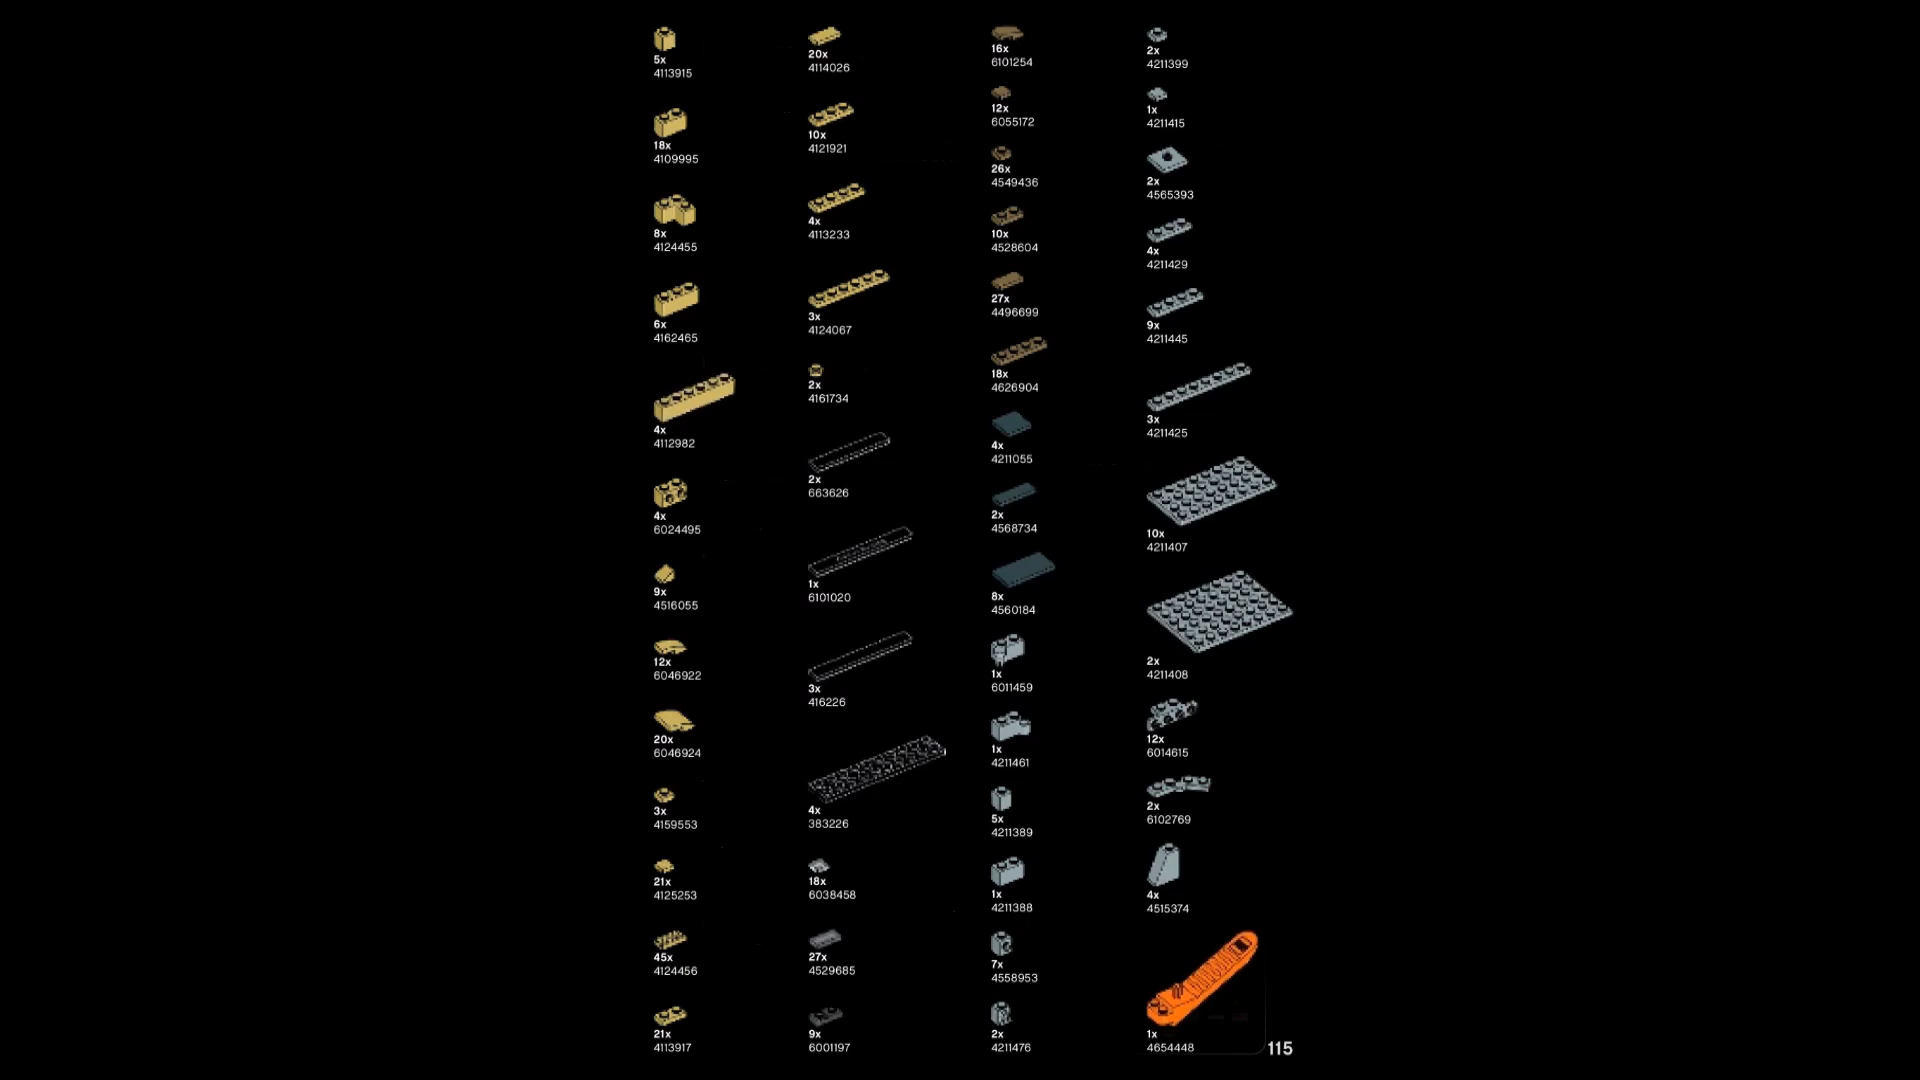 5x
4113915
18x
4109995
8x
4124455
6x
4162465
4x
4112982
4x
6024495
9x
4516055
12x
6046922
20x
6046924
3x
4159553
21x
4125253
45x
4124456
21x
4113917
20x
4114026
10x
4121921
4x
4113233
3x
4124067
2x
4161734
2x
663626
1x
6101020
3x
416226
4x
383226
18x
6038458
27x
4529685
9x
6001197
16x
6101254
12x
6055172
26x
4549436
10x
4528604
27x
4496699
18x
4626904
4x
4211055
2x
4568734
8x
4560184
1x
6011459
1x
4211461
5x
4211389
1x
4211388
7x
4558953
2x
4211476
2x
4211399
1x
4211415
2x
4565393
4x
4211429
9x
4211445
3x
4211425
10x
4211407
2x
4211408
12x
6014615
2x
6102769
4x
4515374
1x
4654448
115